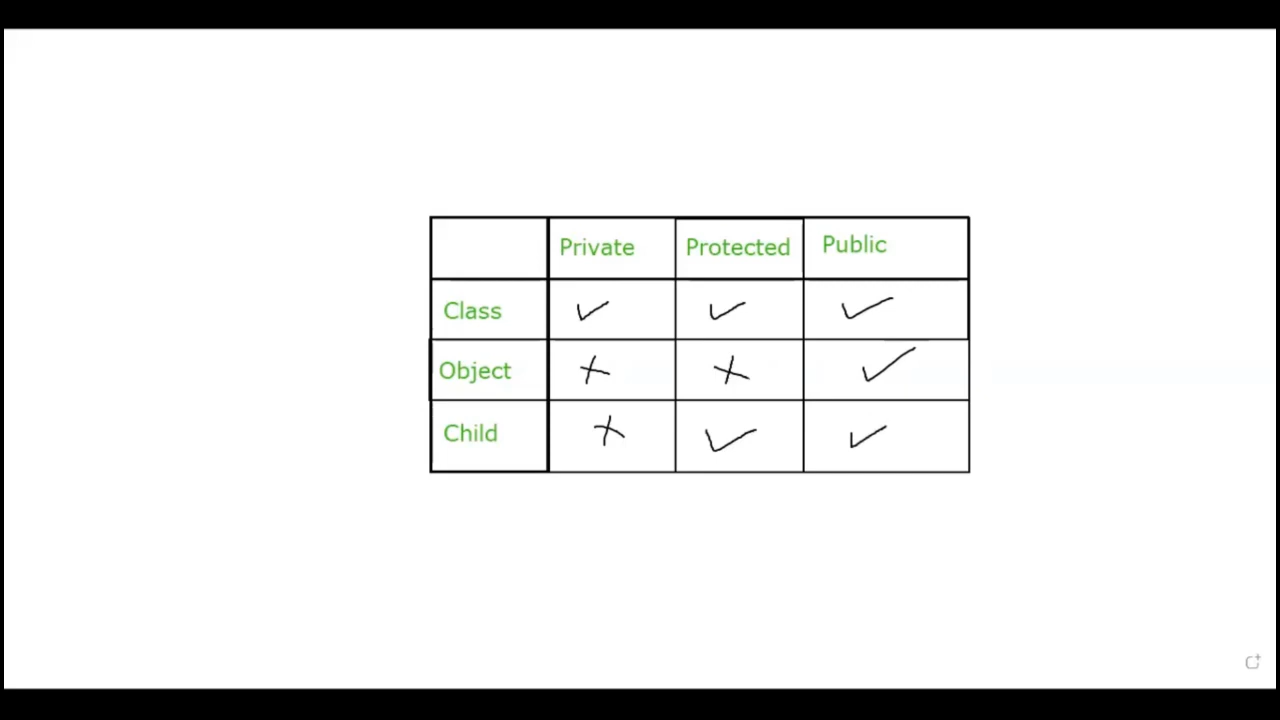 Private Protected Public
Class ✓ ✓ ✓
Object ✗ ✗ ✓
Child ✗ ✓ ✓